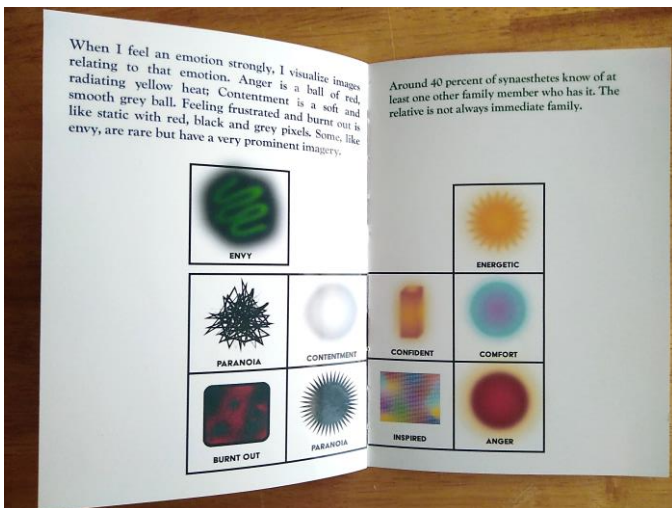 When I feel an emotion strongly, I visualize images
relating to that emotion. Anger is a ball of red,
radiating yellow heat; Contentment is a soft and
smooth grey ball. Feeling frustrated and burnt out is
like static with red, black and grey pixels. Some, like
envy, are rare but have a very prominent imagery.
ENVY
PARANOIA
CONTENTMENT
BURNT OUT
PARANOIA
Around 40 percent of synaesthetes know of at
least one other family member who has it. The
relative is not always immediate family.
ENERGETIC
CONFIDENT
COMFORT
INSPIRED
ANGER